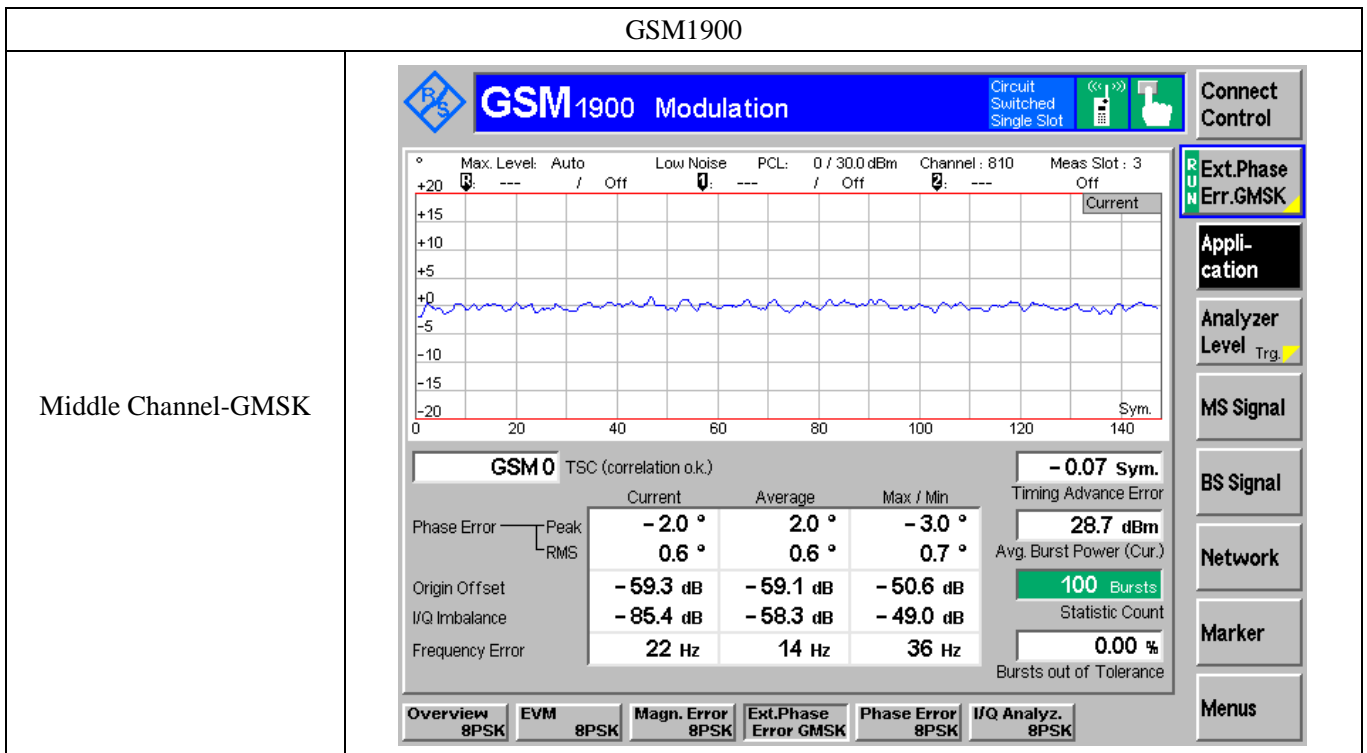 GSM1900
Middle Channel-GMSK
R&S
GSM 1900 Modulation
Circuit
Switched
Single Slot
Connect
Control
° Max. Level: Auto Low Noise PCL: 0 / 30.0 dBm Channel : 810 Meas Slot : 3
R: --- / Off 1: --- / Off 2: --- Off
Current
+20
+15
+10
+5
+0
-5
-10
-15
-20
Sym.
0 20 40 60 80 100 120 140
RUN
Ext.Phase
Err.GMSK
Appli-
cation
Analyzer
Level Trg.
MS Signal
BS Signal
Network
Marker
Menus
GSM 0 TSC (correlation o.k.)
Current Average Max / Min
Phase Error Peak - 2.0 ° 2.0 ° - 3.0 °
RMS 0.6 ° 0.6 ° 0.7 °
Origin Offset - 59.3 dB - 59.1 dB - 50.6 dB
I/Q Imbalance - 85.4 dB - 58.3 dB - 49.0 dB
Frequency Error 22 Hz 14 Hz 36 Hz
- 0.07 Sym.
Timing Advance Error
28.7 dBm
Avg. Burst Power (Cur.)
100 Bursts
Statistic Count
0.00 %
Bursts out of Tolerance
Overview
8PSK
EVM
8PSK
Magn. Error
8PSK
Ext.Phase
Error GMSK
Phase Error
8PSK
I/Q Analyz.
8PSK